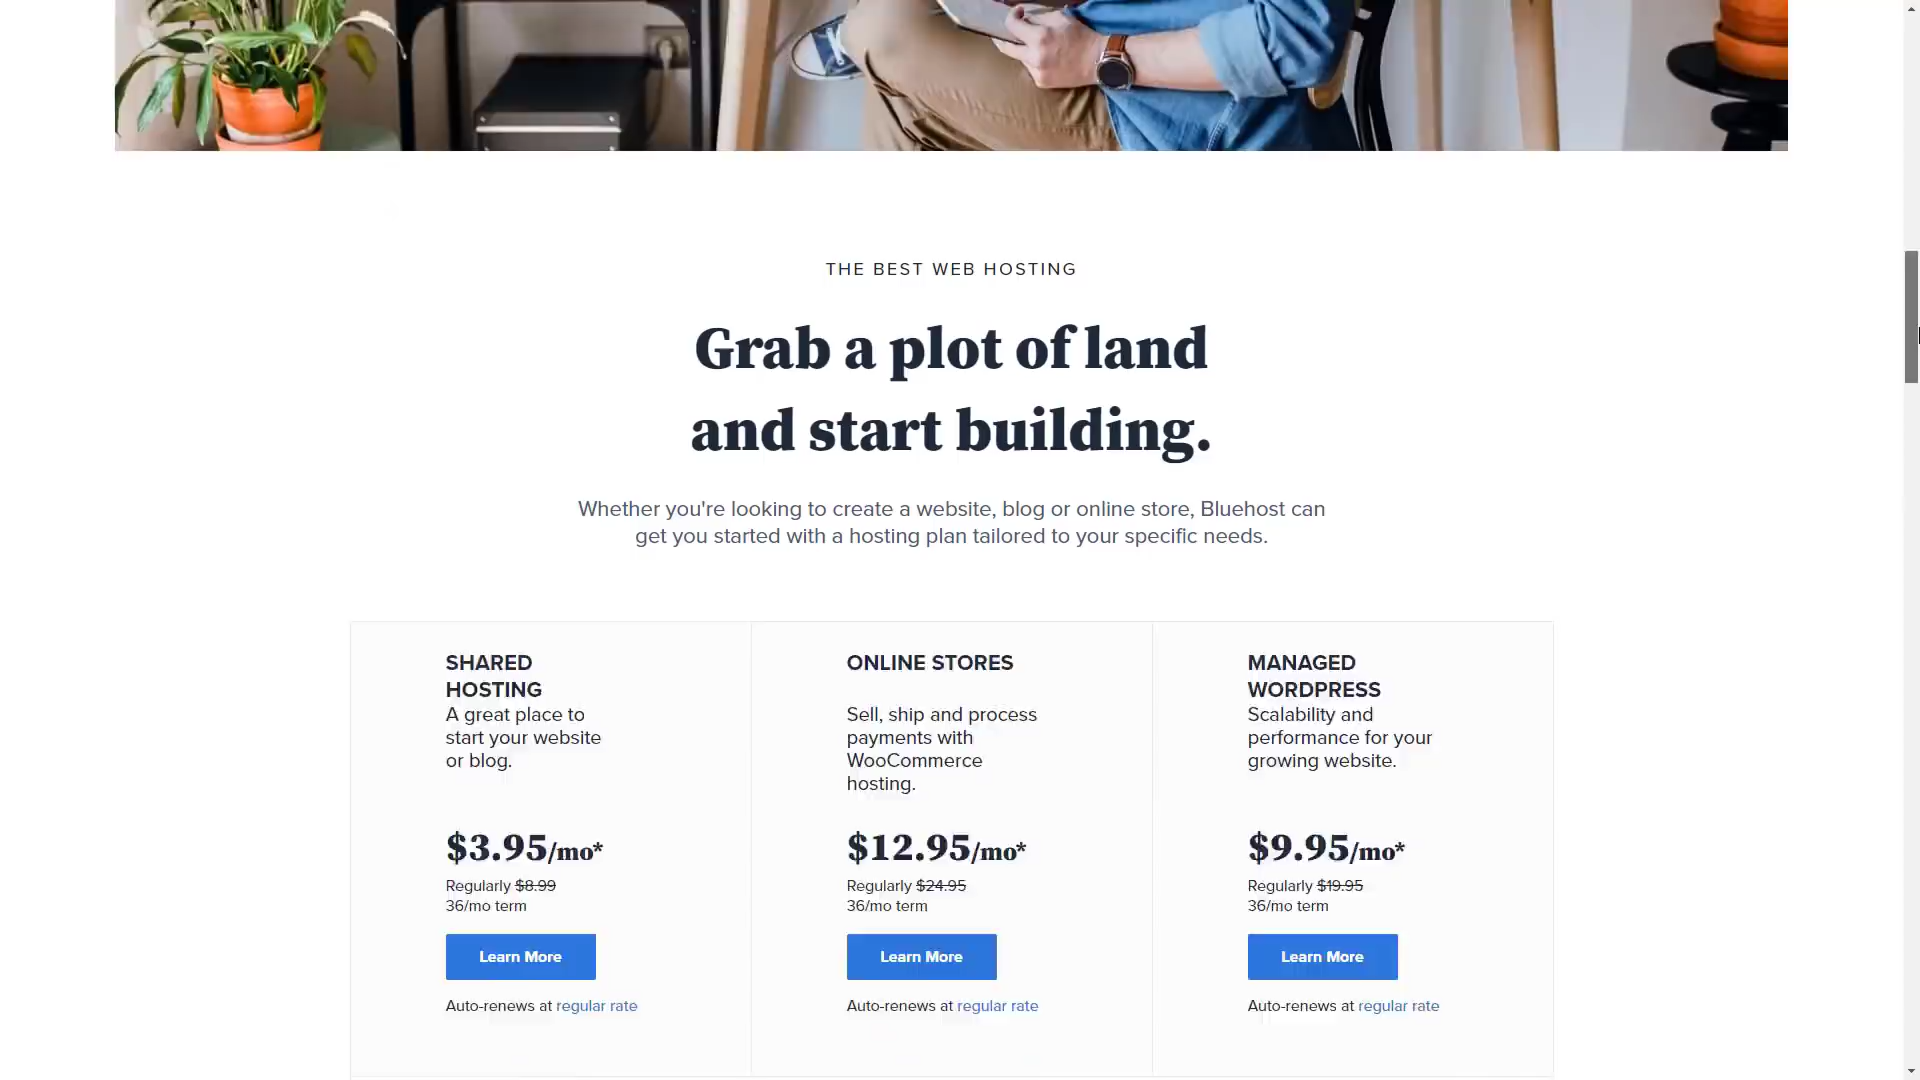 THE BEST WEB HOSTING
Grab a plot of land
and start building.
Whether you're looking to create a website, blog or online store, Bluehost can
get you started with a hosting plan tailored to your specific needs.
SHARED
HOSTING
A great place to
start your website
or blog.
$3.95/mo*
Regularly $8.99
36/mo term
Learn More
Auto-renews at regular rate
ONLINE STORES
Sell, ship and process
payments with
WooCommerce
hosting.
$12.95/mo*
Regularly $24.95
36/mo term
Learn More
Auto-renews at regular rate
MANAGED
WORDPRESS
Scalability and
performance for your
growing website.
$9.95/mo*
Regularly $19.95
36/mo term
Learn More
Auto-renews at regular rate